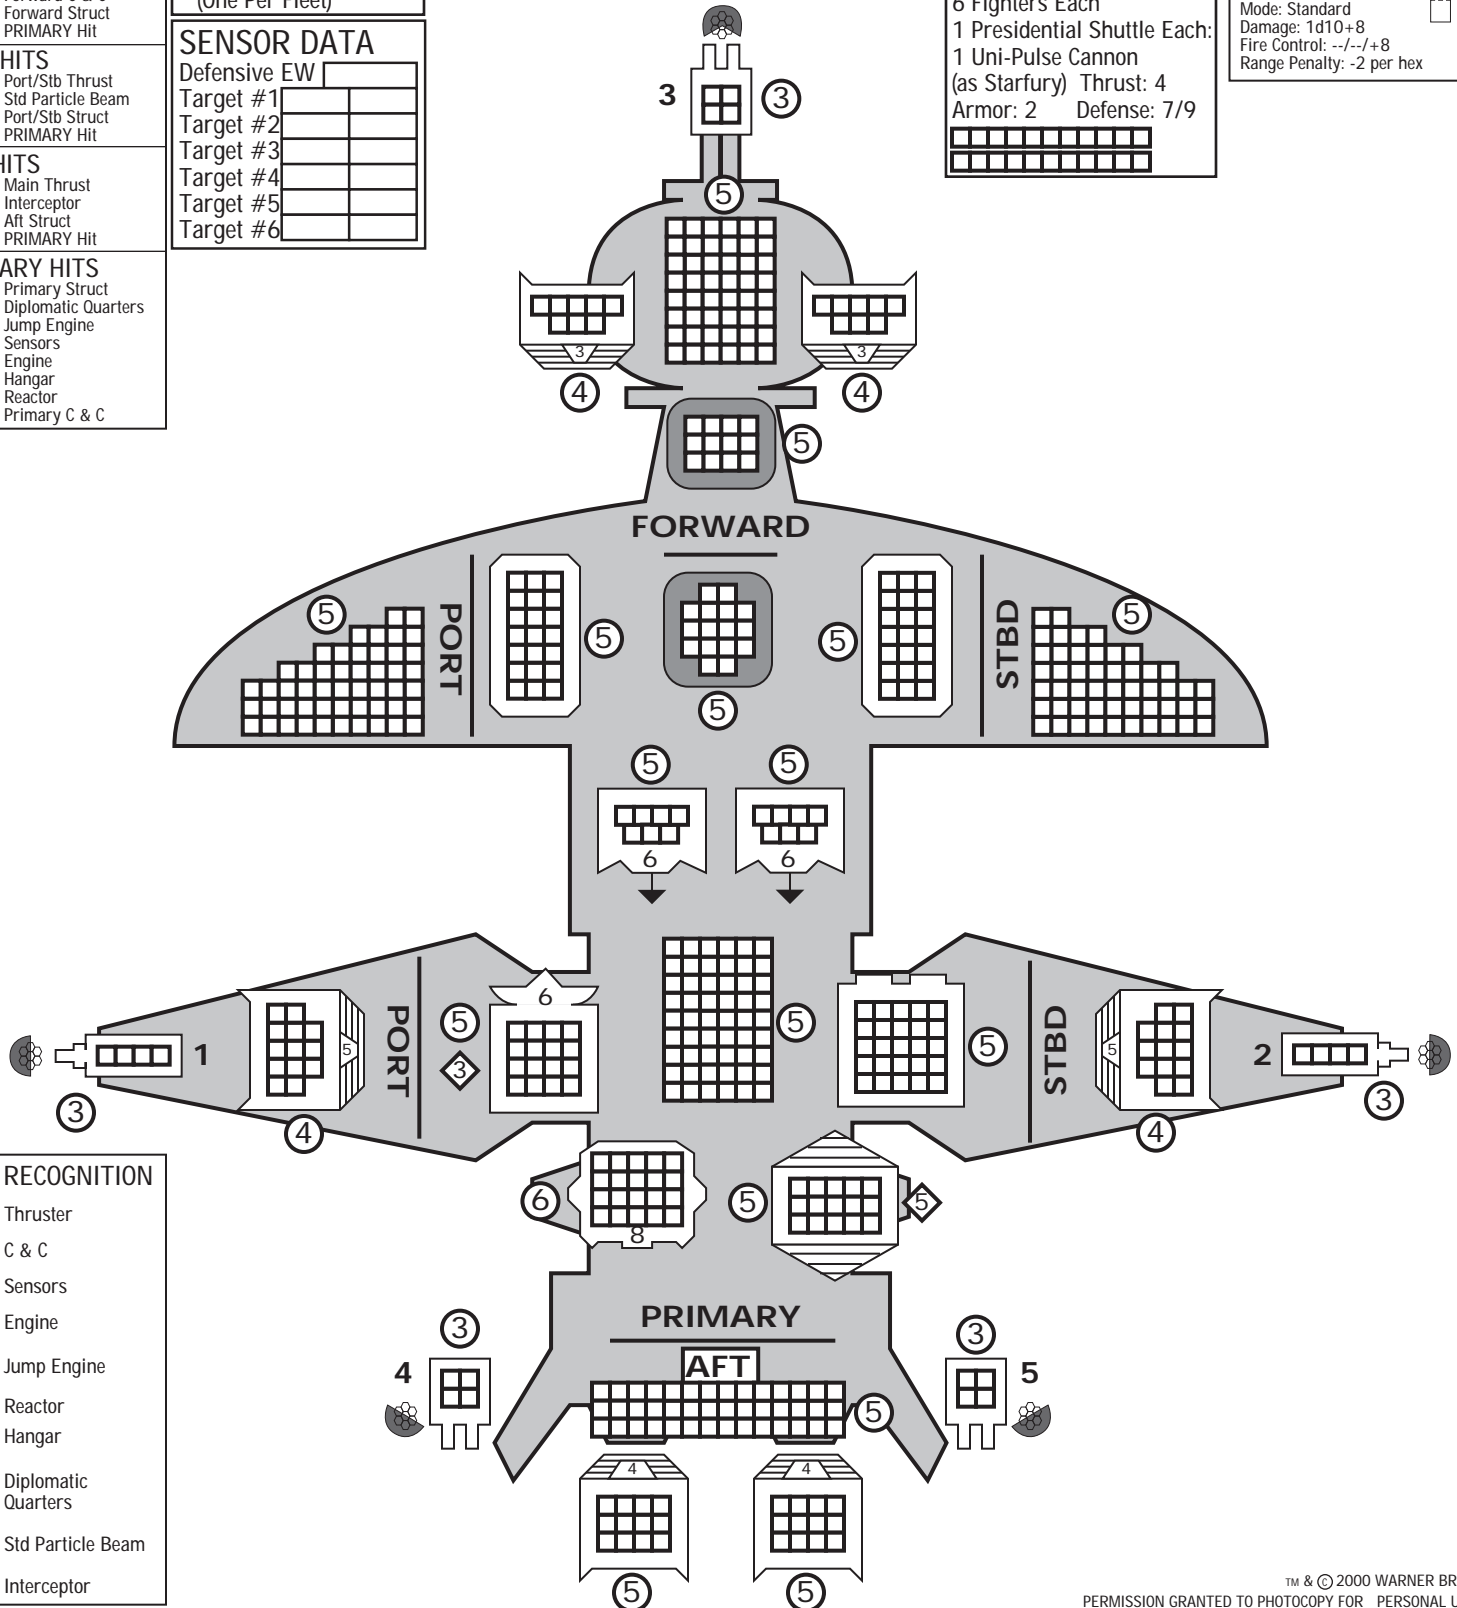 Forward Struct
PRIMARY Hit
HITS
Port/Stb Thrust
Std Particle Beam
Port/Stb Struct
PRIMARY Hit
HITS
Main Thrust
Interceptor
Aft Struct
PRIMARY Hit
ARY HITS
Primary Struct
Diplomatic Quarters
Jump Engine
Sensors
Engine
Hangar
Reactor
Primary C & C
(One Per Fleet)
SENSOR DATA
Defensive EW
Target #1
Target #2
Target #3
Target #4
Target #5
Target #6
6 Fighters Each
1 Presidential Shuttle Each:
1 Uni-Pulse Cannon
(as Starfury) Thrust: 4
Armor: 2 Defense: 7/9
Mode: Standard
Damage: 1d10+8
Fire Control: --/--/+8
Range Penalty: -2 per hex
3 3
5
3 3
4 4
5
FORWARD
5 PORT 5 5 5 STBD 5
5 5
6 6
6
PORT 5 5 5 STBD
1 5 3 5 2
3 4 4 3
6 8 5 5
PRIMARY
3 3
4 AFT 5
5
4 4
5 5
RECOGNITION
Thruster
C & C
Sensors
Engine
Jump Engine
Reactor
Hangar
Diplomatic
Quarters
Std Particle Beam
Interceptor
TM & © 2000 WARNER BR
PERMISSION GRANTED TO PHOTOCOPY FOR PERSONAL U